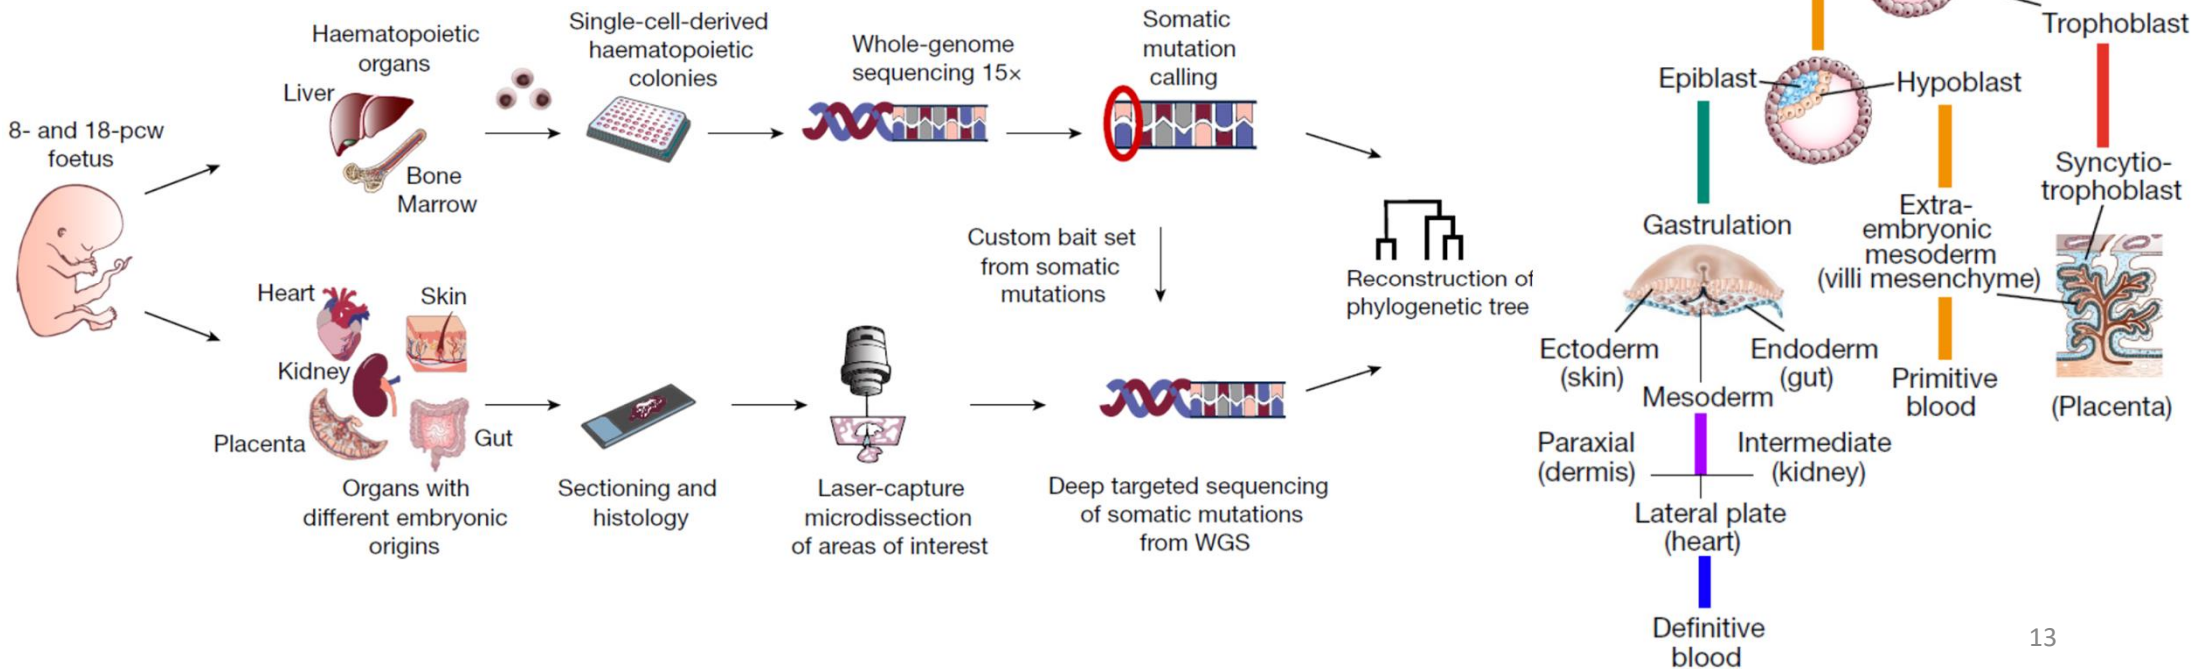 8- and 18-pcw
foetus
Haematopoietic
organs
Liver
Bone
Marrow
Single-cell-derived
haematopoietic
colonies
Whole-genome
sequencing 15×
Somatic
mutation
calling
Custom bait set
from somatic
mutations
Reconstruction of
phylogenetic tree
Heart
Skin
Kidney
Placenta
Gut
Organs with
different embryonic
origins
Sectioning and
histology
Laser-capture
microdissection
of areas of interest
Deep targeted sequencing
of somatic mutations
from WGS
Trophoblast
Epiblast
Hypoblast
Syncytio-
trophoblast
Gastrulation
Extra-
embryonic
mesoderm
(villi mesenchyme)
Ectoderm
(skin)
Endoderm
(gut)
Mesoderm
Primitive
blood
(Placenta)
Paraxial
(dermis)
Intermediate
(kidney)
Lateral plate
(heart)
Definitive
blood
13